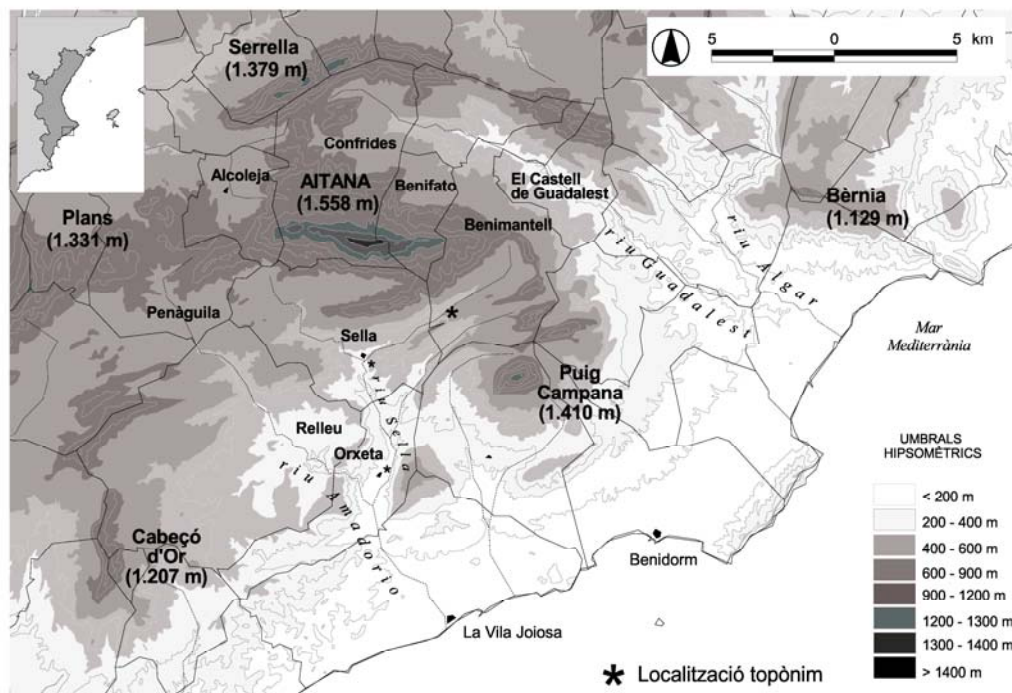 Serrella
(1.379 m)
5
0
5
km
Confrides
Alcoleja
AITANA
(1.558 m)
Benifato
El Castell
de Guadalest
Bèrnia
(1.129 m)
Plans
(1.331 m)
Benimantell
riu Guadalest
riu Algar
Penàguila
Sella
Mar
Mediterrània
Puig
Campana
(1.410 m)
riu Sella
Relleu
Orxeta
riu Amadorio
Cabeçó
d'Or
(1.207 m)
Benidorm
La Vila Joiosa
UMBRALS
HIPSOMÈTRICS
< 200 m
200 - 400 m
400 - 600 m
600 - 900 m
900 - 1200 m
1200 - 1300 m
1300 - 1400 m
> 1400 m
* Localització topònim